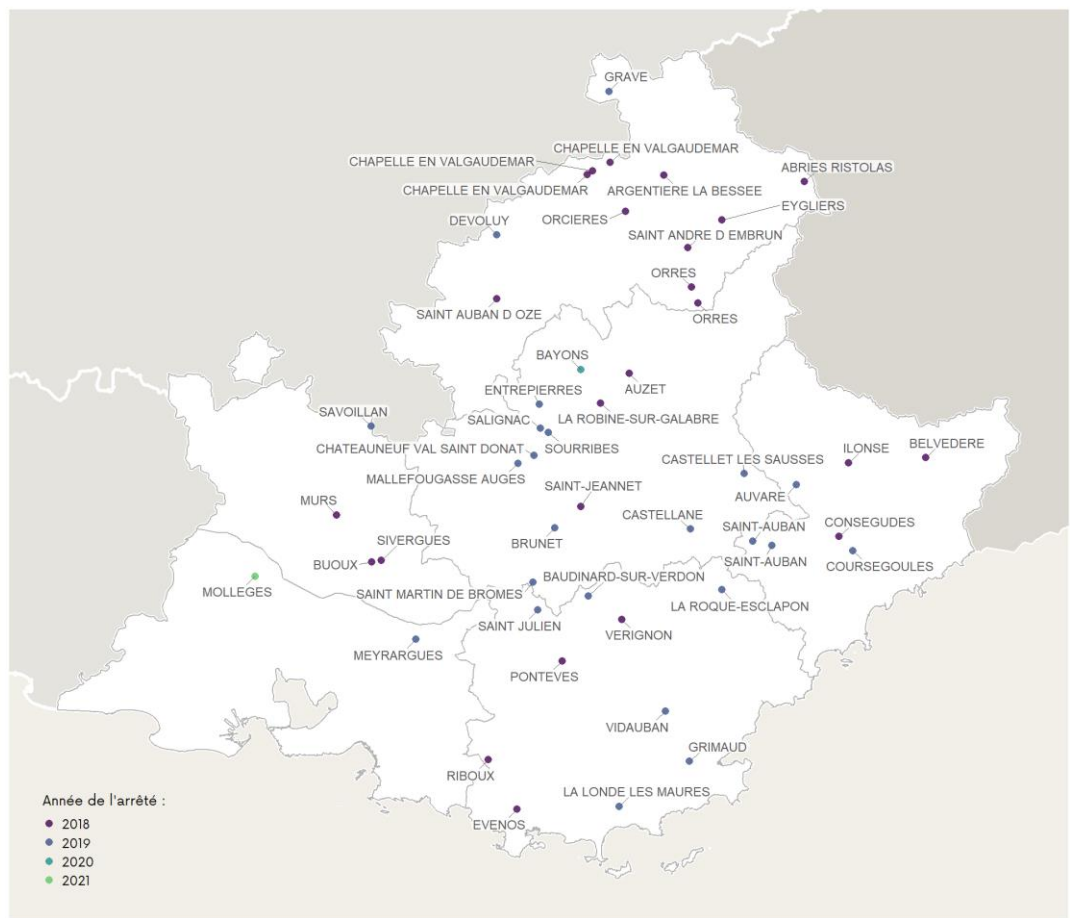 GRAVE
CHAPELLE EN VALGAUDEMAR
CHAPELLE EN VALGAUDEMAR
ABRIES RISTOLAS
CHAPELLE EN VALGAUDEMAR
ARGENTIERE LA BESSEE
EYGLIERS
DEVOLUY
ORCIERES
SAINT ANDRE D EMBRUN
ORRES
SAINT AUBAN D OZE
ORRES
BAYONS
AUZET
ENTREPIERRES
SAVOILLAN
SALIGNAC
LA ROBINE-SUR-GALABRE
CHATEAUNEUF VAL SAINT DONAT
SOURRIBES
ILONSE
BELVEDERE
CASTELLET LES SAUSSES
MALLEFOUGASSE AUGES
SAINT-JEANNET
AUVARE
MURS
CASTELLANE
SAINT-AUBAN
CONSEGUDES
SIVERGUES
BRUNET
BUOUX
SAINT-AUBAN
COURSEGOULES
BAUDINARD-SUR-VERDON
MOLLEGES
SAINT MARTIN DE BROMES
LA ROQUE-ESCLAPON
SAINT JULIEN
VERIGNON
MEYRARGUES
PONTEVES
VIDAUBAN
GRIMAUD
RIBOUX
LA LONDE LES MAURES
EVENOS
Année de l'arrêté :
2018
2019
2020
2021